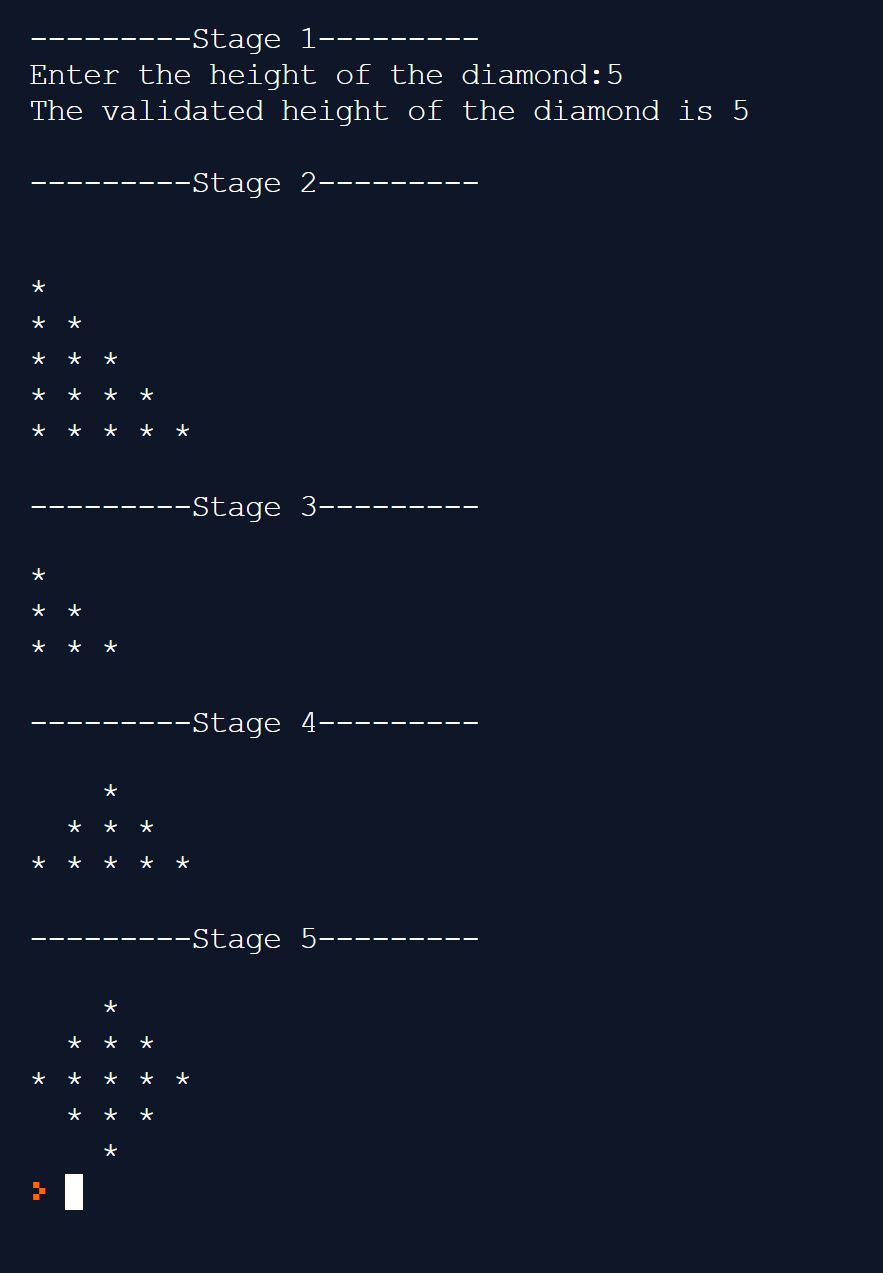 ---------Stage 1---------
Enter the height of the diamond:5
The validated height of the diamond is 5

---------Stage 2---------


*
* *
* * *
* * * *
* * * * *

---------Stage 3---------

*
* *
* * *

---------Stage 4---------

    *
  * * *
* * * * *

---------Stage 5---------

    *
  * * *
* * * * *
  * * *
    *
>